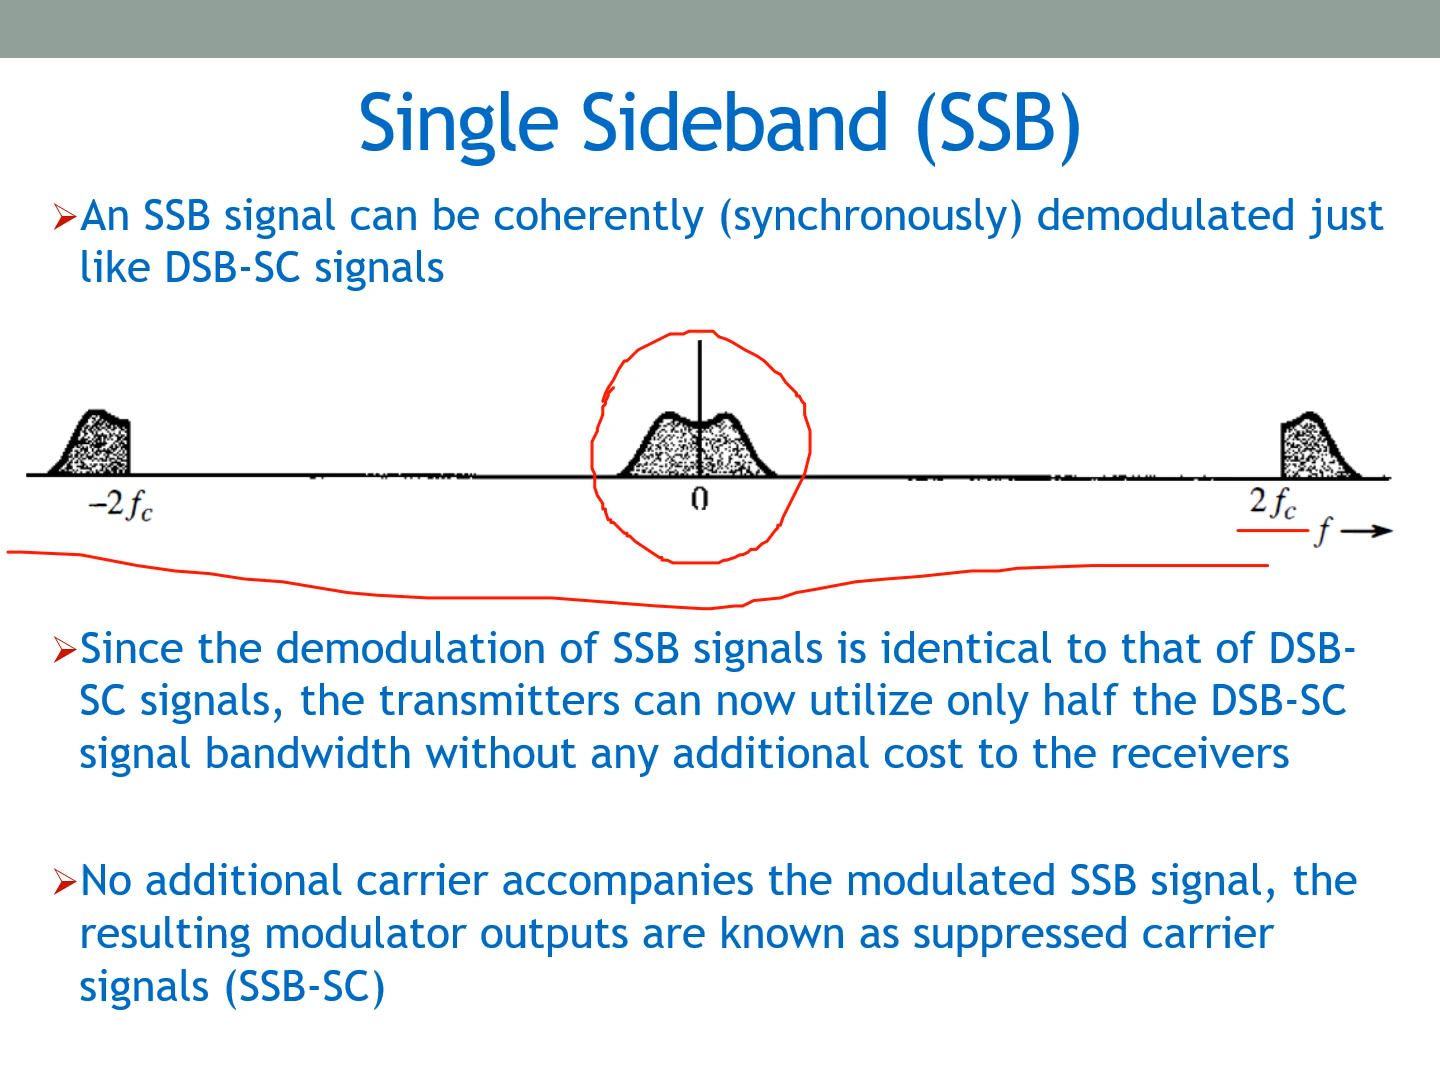 Single Sideband (SSB)
➢An SSB signal can be coherently (synchronously) demodulated just
like DSB-SC signals
−2fc
0
2fc
f →
➢Since the demodulation of SSB signals is identical to that of DSB-
SC signals, the transmitters can now utilize only half the DSB-SC
signal bandwidth without any additional cost to the receivers
➢No additional carrier accompanies the modulated SSB signal, the
resulting modulator outputs are known as suppressed carrier
signals (SSB-SC)